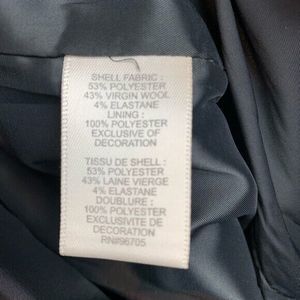 SHELL FABRIC :
53% POLYESTER
43% VIRGIN WOOL
4% ELASTANE
LINING :
100% POLYESTER
EXCLUSIVE OF
DECORATION
TISSU DE SHELL :
53% POLYESTER
43% LAINE VIERGE
4% ELASTANE
DOUBLURE :
100% POLYESTER
EXCLUSIVITE DE
DECORATION
RN#96705